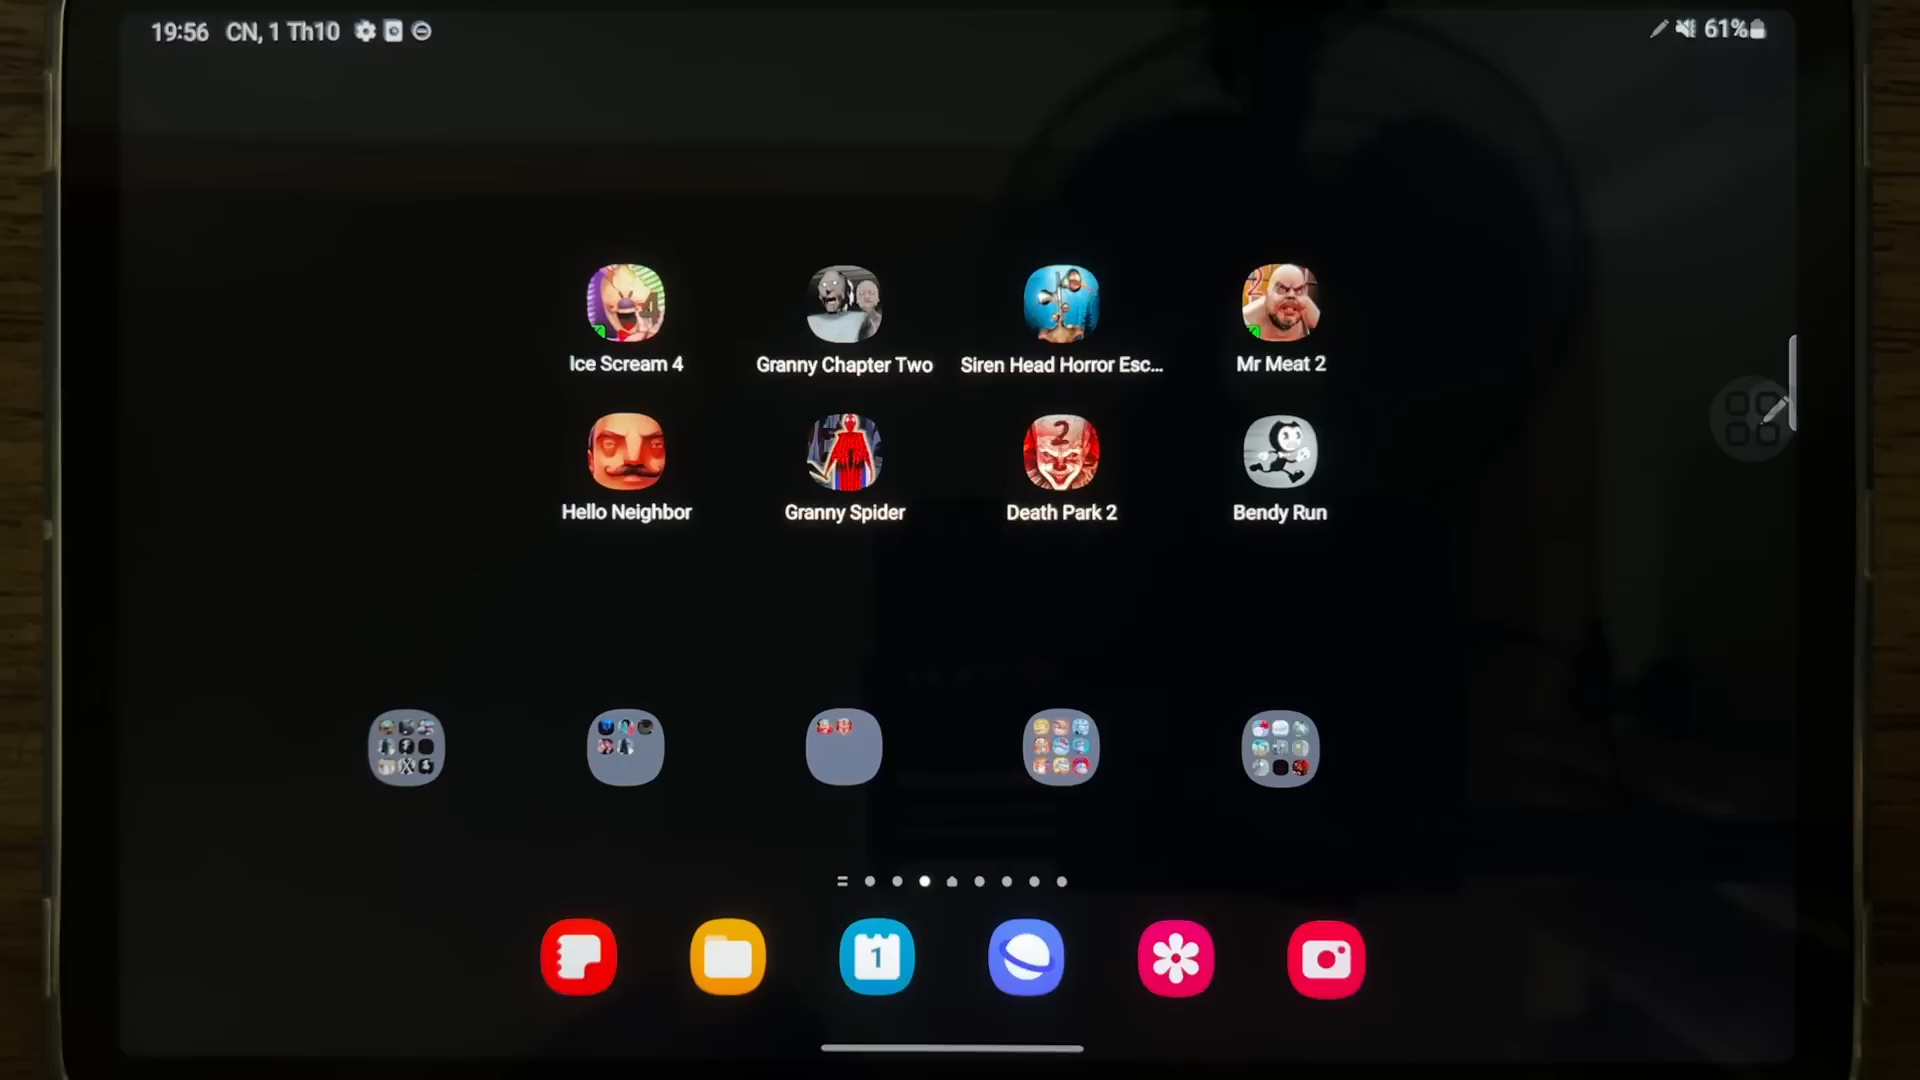 19:56 CN, 1 Th10
61%
Ice Scream 4
Granny Chapter Two
Siren Head Horror Esc...
Mr Meat 2
Hello Neighbor
Granny Spider
Death Park 2
Bendy Run
1